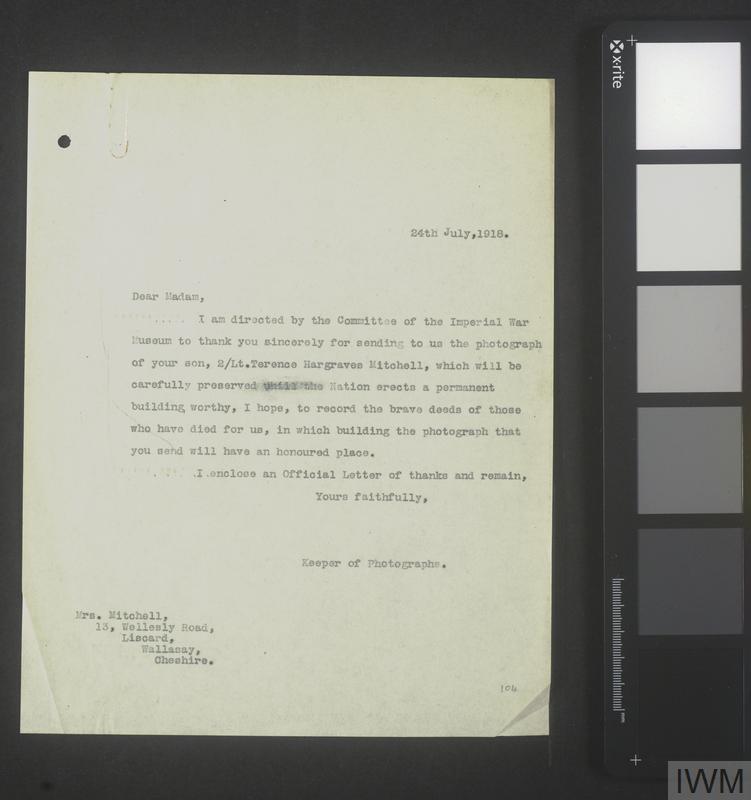 24th July,1918.
Dear Madam,
I am directed by the Committee of the Imperial War
Museum to thank you sincerely for sending to us the photograph
of your son, 2/Lt.Terence Hargraves Mitchell, which will be
carefully preserved until the Nation erects a permanent
building worthy, I hope, to record the brave deeds of those
who have died for us, in which building the photograph that
you send will have an honoured place.
I enclose an Official Letter of thanks and remain,
Yours faithfully,
Keeper of Photographs.
Mrs. Mitchell,
13, Wellesly Road,
Liscard,
Wallasay,
Cheshire.
104
x-rite
mm
IWM